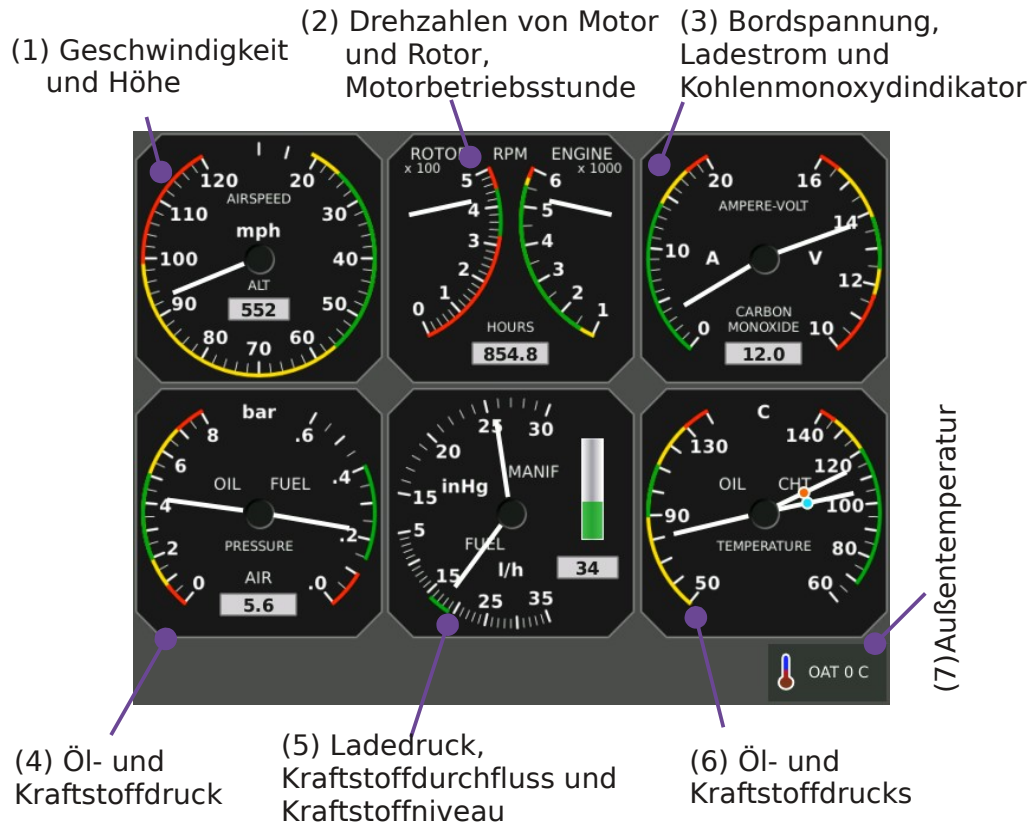 (1) Geschwindigkeit
und Höhe
(2) Drehzahlen von Motor
und Rotor,
Motorbetriebsstunde
(3) Bordspannung,
Ladestrom und
Kohlenmonoxydindikator
120 20
AIRSPEED
110 30
mph
100 40
ALT
552
90 50
80 70 60
ROTOR RPM ENGINE
x 100 x 1000
5 6
4 5
3 4
2 3
1 2
0 1
HOURS
854.8
20 16
AMPERE-VOLT
14
10 A V
12
CARBON
MONOXIDE
0 10
12.0
bar
8 .6
6 .4
OIL FUEL
4 .2
PRESSURE
2
AIR
0 .0
5.6
25 30
20
MANIF
inHg
15
5
FUEL
15 l/h 34
25 35
C
130 140
120
OIL CHT
90 100
TEMPERATURE
80
50 60
OAT 0 C
(7)Außentemperatur
(4) Öl- und
Kraftstoffdruck
(5) Ladedruck,
Kraftstoffdurchfluss und
Kraftstoffniveau
(6) Öl- und
Kraftstoffdrucks